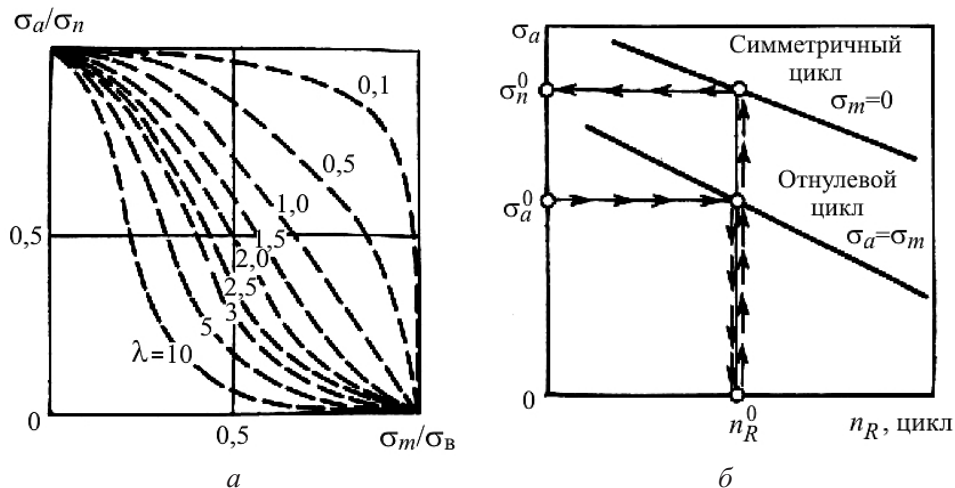 σa/σn
0,1
0,5
1,0
0,5
1,5
2,0
2,5
3
5
λ=10
0
0,5
σm/σв
а
σa
Симметричный
цикл
σn0
σm=0
Отнулевой
цикл
σa0
σa=σm
0
nR0
nR, цикл
б